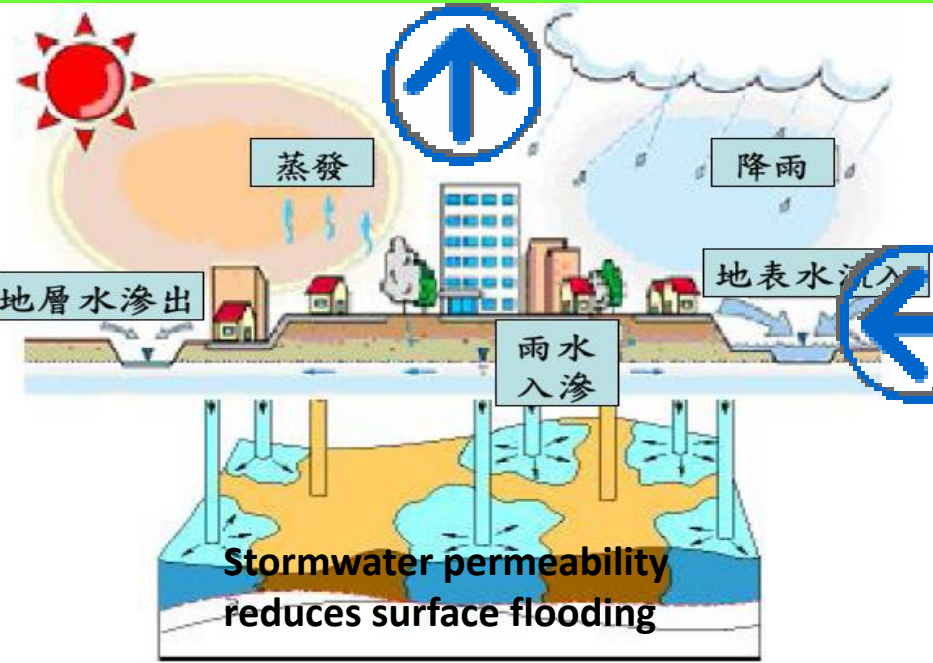 蒸發
降雨
地層水滲出
地表水流入
雨水
入滲
Stormwater permeability
reduces surface flooding